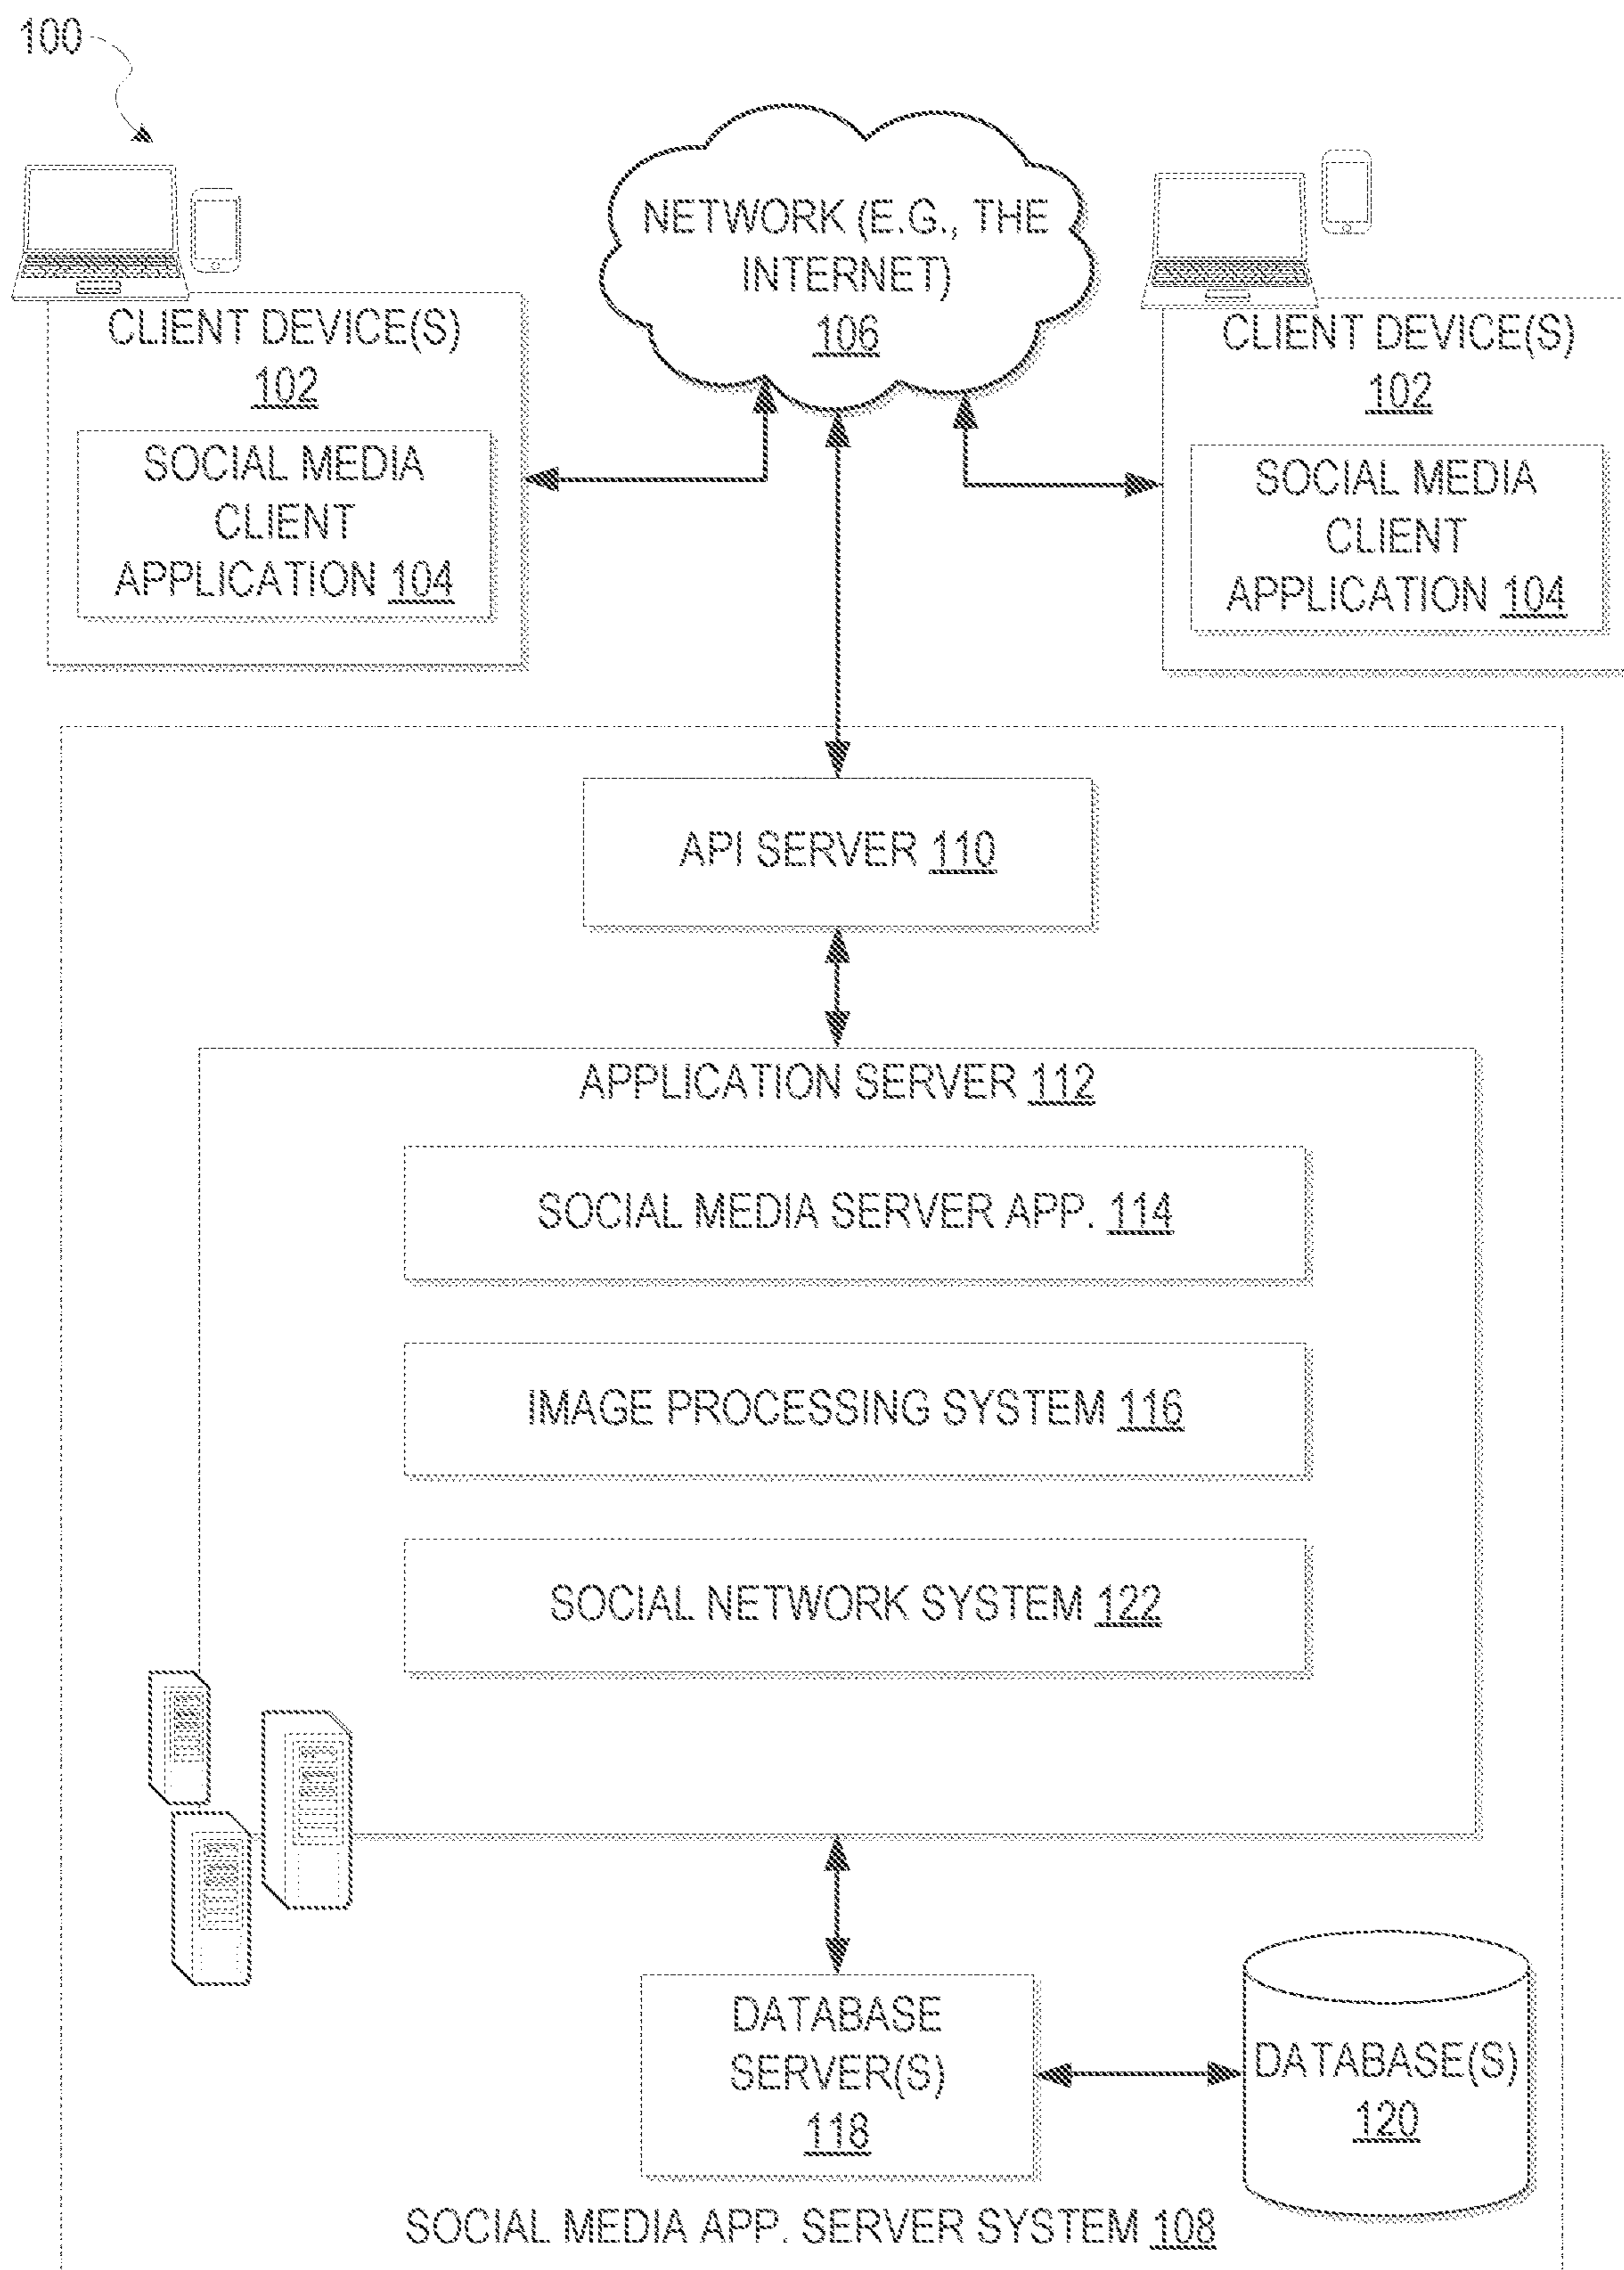 100
NETWORK (E.G., THE
INTERNET)
106
CLIENT DEVICE(S)
102
SOCIAL MEDIA
CLIENT
APPLICATION 104
CLIENT DEVICE(S)
102
SOCIAL MEDIA
CLIENT
APPLICATION 104
API SERVER 110
APPLICATION SERVER 112
SOCIAL MEDIA SERVER APP. 114
IMAGE PROCESSING SYSTEM 116
SOCIAL NETWORK SYSTEM 122
DATABASE
SERVER(S)
118
DATABASE(S)
120
SOCIAL MEDIA APP. SERVER SYSTEM 108